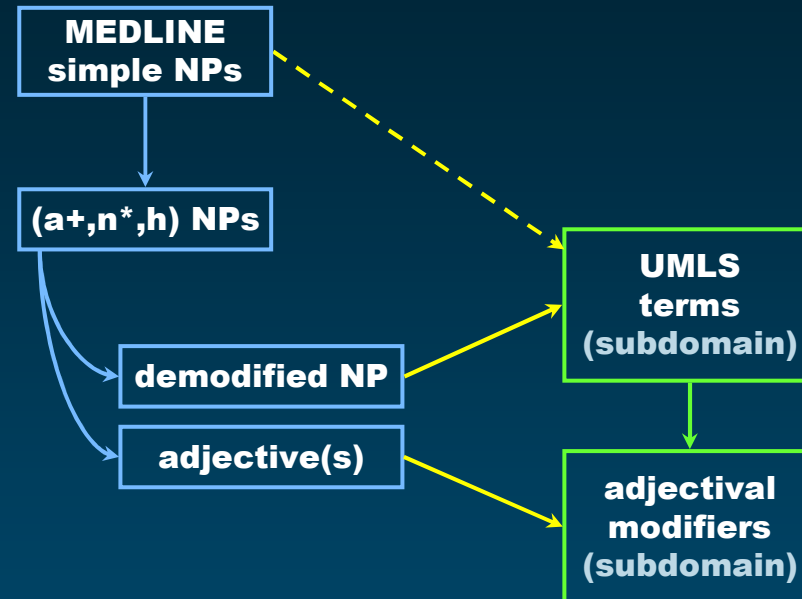 MEDLINE
simple NPs
(a+,n*,h) NPs
UMLS
terms
(subdomain)
demodified NP
adjective(s)
adjectival
modifiers
(subdomain)